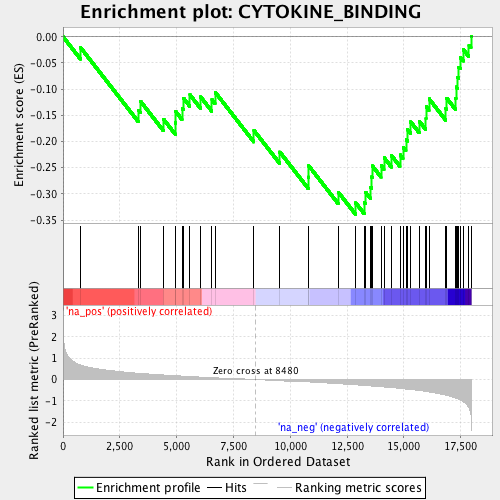 Enrichment plot: CYTOKINE_BINDING
Enrichment score (ES)
0.00
-0.05
-0.10
-0.15
-0.20
-0.25
-0.30
-0.35
Ranked list metric (PreRanked)
3
2
1
0
-1
-2
'na_pos' (positively correlated)
Zero cross at 8480
'na_neg' (negatively correlated)
0
2,500
5,000
7,500
10,000
12,500
15,000
17,500
Rank in Ordered Dataset
Enrichment profile
Hits
Ranking metric scores